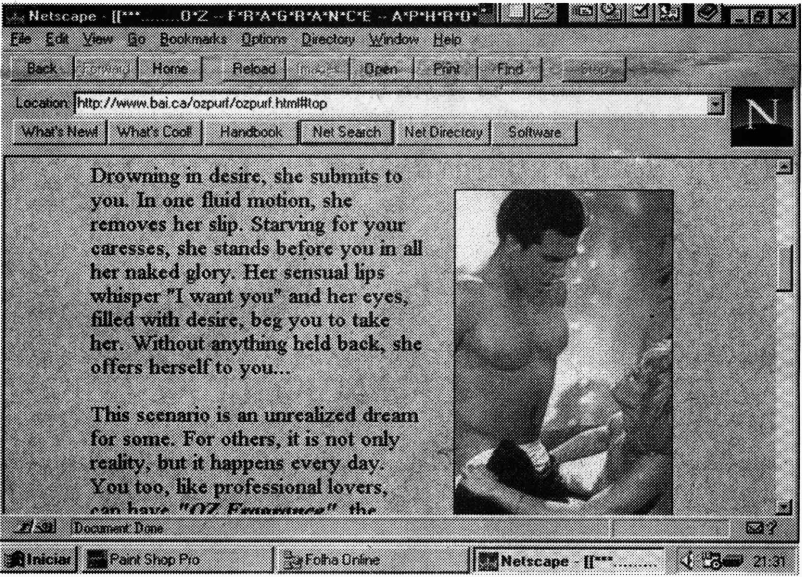 Netscape - [[***.........O*Z -- F*R*A*G*R*A*N*C*E -- A*P*H*R*O*
File Edit View Go Bookmarks Options Directory Window Help
Back Forward Home Reload Images Open Print Find Stop
Location: http://www.bai.ca/ozpurf/ozpurf.html#top
N
What's New! What's Cool! Handbook Net Search Net Directory Software
Drowning in desire, she submits to
you. In one fluid motion, she
removes her slip. Starving for your
caresses, she stands before you in all
her naked glory. Her sensual lips
whisper "I want you" and her eyes,
filled with desire, beg you to take
her. Without anything held back, she
offers herself to you...
This scenario is an unrealized dream
for some. For others, it is not only
reality, but it happens every day.
You too, like professional lovers,
can have "OZ Fragrance", the
Document: Done
Iniciar Paint Shop Pro Folha Online Netscape - [[***......... 21:31